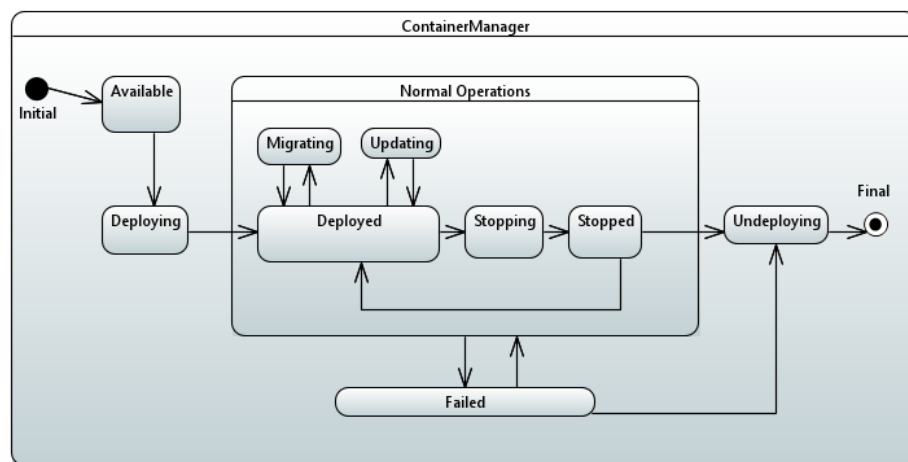 ContainerManager
Initial
Available
Normal Operations
Migrating
Updating
Deploying
Deployed
Stopping
Stopped
Undeploying
Final
Failed